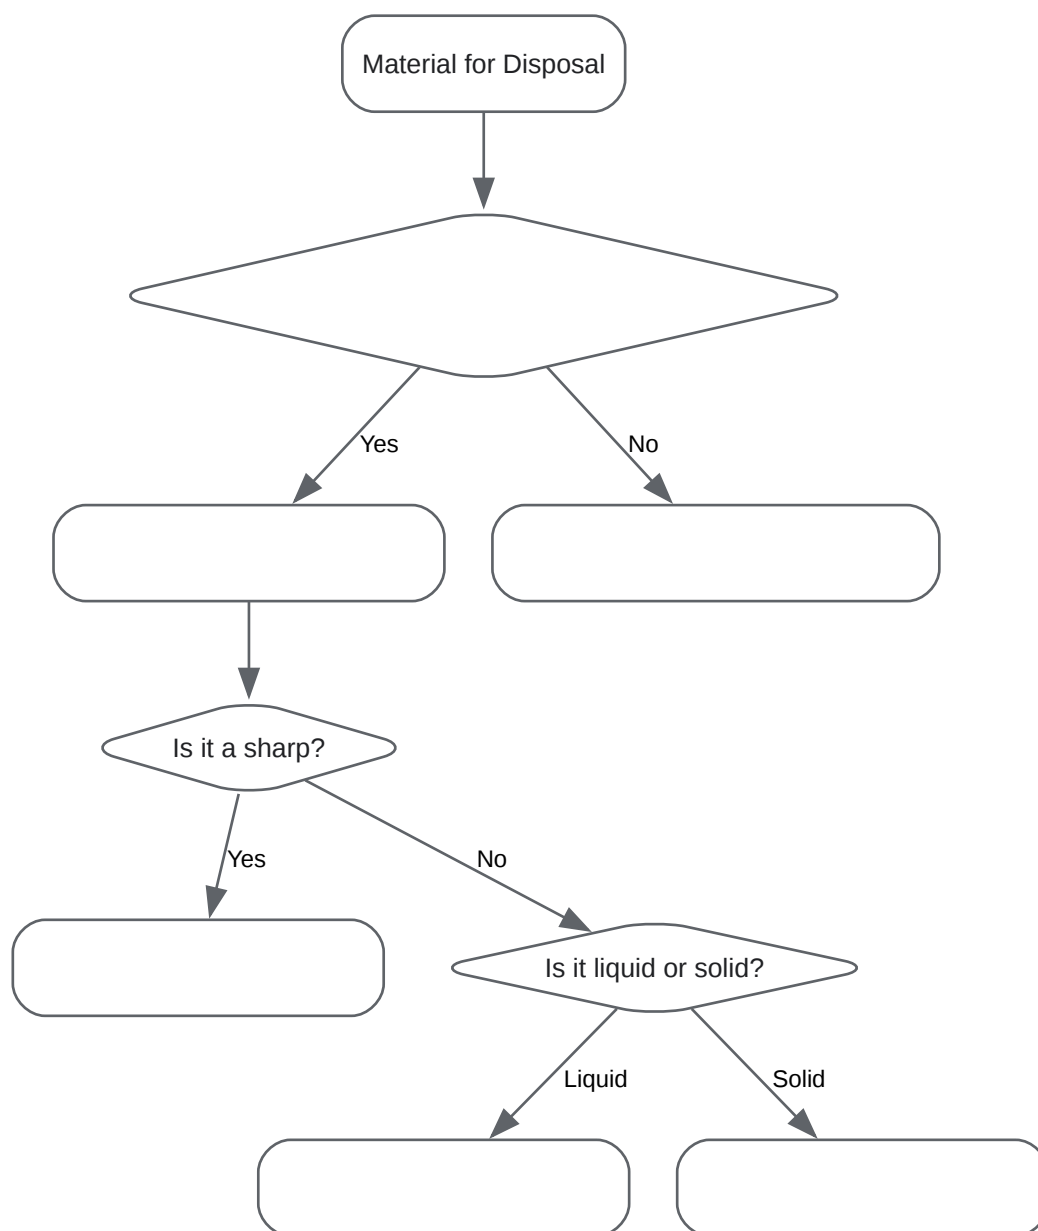 Material for Disposal
Yes
No
Is it a sharp?
Yes
No
Is it liquid or solid?
Liquid
Solid